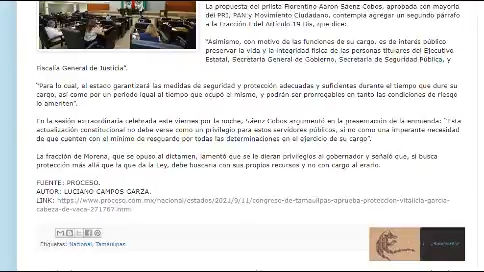 La propuesta del priista Florentino Aaron Saenz Cobos, aprobada con mayoria
del PRI, PAN y Movimiento Ciudadano, contempla agregar un segundo párrafo
a la Fracción I del Artículo 19 Bis, que dice:
"Asimismo, con motivo de las funciones de su cargo, es de interés público
preservar la vida y la integridad física de las personas titulares del Ejecutivo
Estatal, Secretaría General de Gobierno, Secretaría de Seguridad Pública, y
Fiscalía General de Justicia".
"Para lo cual, el estado garantizará las medidas de seguridad y protección adecuadas y suficientes durante el tiempo que dure su
cargo, así como por un periodo igual al tiempo que ocupó el mismo, y podrán ser prorrogables en tanto las condiciones de riesgo
lo ameriten".
En la sesión extraordinaria celebrada este viernes por la noche, Sáenz Cobos argumentó en la presentación de la enmienda: "Esta
actualización constitucional no debe verse como un privilegio para estos servidores públicos, si no como una imperante necesidad
de que cuenten con el mínimo de resguardo por todas las determinaciones en el ejercicio de su cargo".
La fracción de Morena, que se opuso al dictamen, lamentó que se le dieran privilegios al gobernador y señaló que, si busca
protección más allá que la que da la Ley, debe buscarla con sus propios recursos y no con cargo al erario.
FUENTE: PROCESO.
AUTOR: LUCIANO CAMPOS GARZA.
LINK: https://www.proceso.com.mx/nacional/estados/2021/9/11/congreso-de-tamaulipas-aprueba-proteccion-vitalicia-garcia-
cabeza-de-vaca-271767.html
Etiquetas: Nacional, Tamaulipas